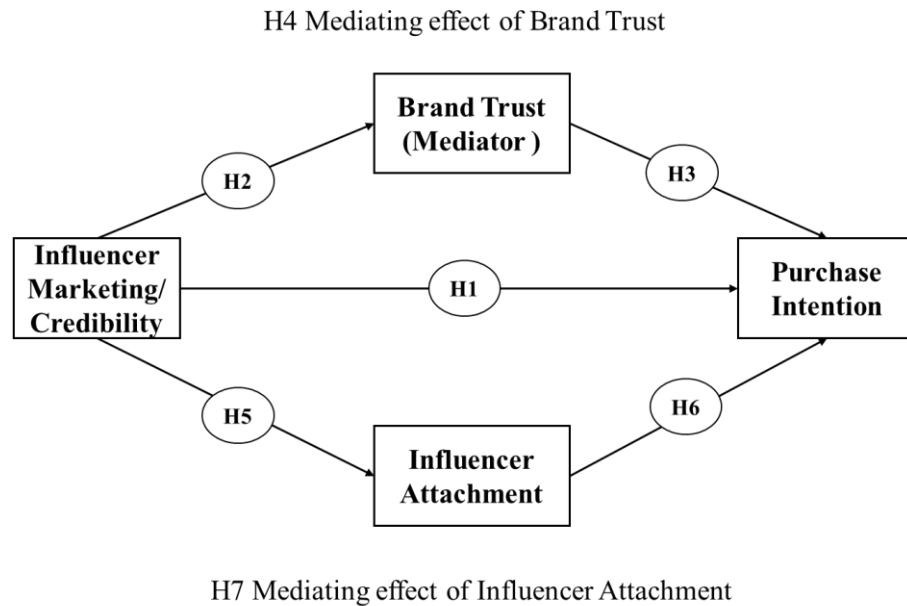 H4 Mediating effect of Brand Trust
Brand Trust
(Mediator )
H2
H3
Influencer
Marketing/
Credibility
H1
Purchase
Intention
H5
H6
Influencer
Attachment
H7 Mediating effect of Influencer Attachment